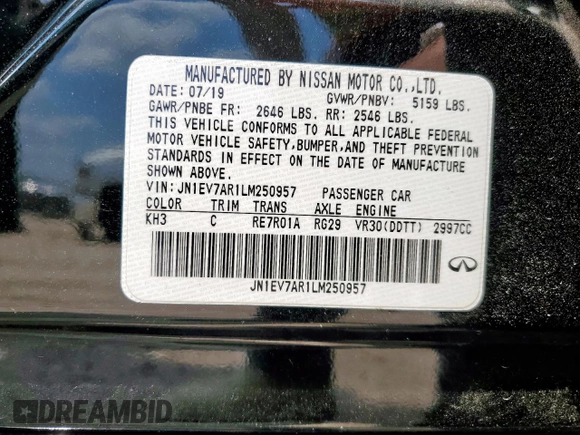 MANUFACTURED BY NISSAN MOTOR CO.,LTD.
DATE: 07/19 GVWR/PNBV: 5159 LBS.
GAWR/PNBE FR: 2646 LBS. RR: 2546 LBS.
THIS VEHICLE CONFORMS TO ALL APPLICABLE FEDERAL
MOTOR VEHICLE SAFETY,BUMPER,AND THEFT PREVENTION
STANDARDS IN EFFECT ON THE DATE OF MANUFACTURE
SHOWN ABOVE.
VIN: JN1EV7AR1LM250957 PASSENGER CAR
COLOR TRIM TRANS AXLE ENGINE
KH3 C RE7R01A RG29 VR30(DDTT) 2997CC
JN1EV7AR1LM250957
DREAMBID